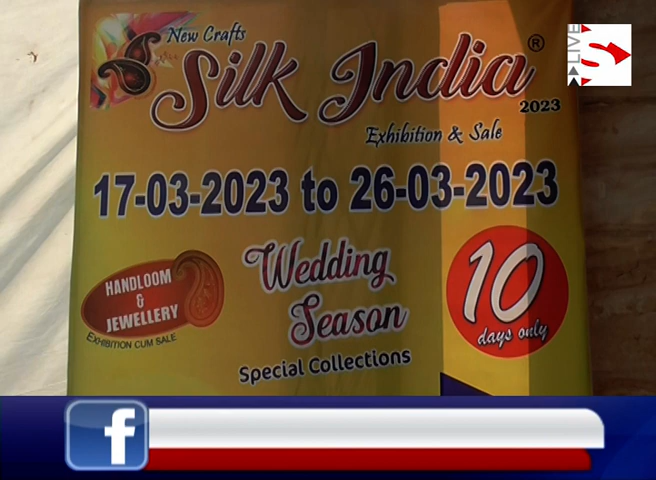 New Crafts
Silk India®
2023
Exhibition & Sale
17-03-2023 to 26-03-2023
HANDLOOM
&
JEWELLERY
EXHIBITION CUM SALE
Wedding
Season
Special Collections
10
days only
LIVE
f